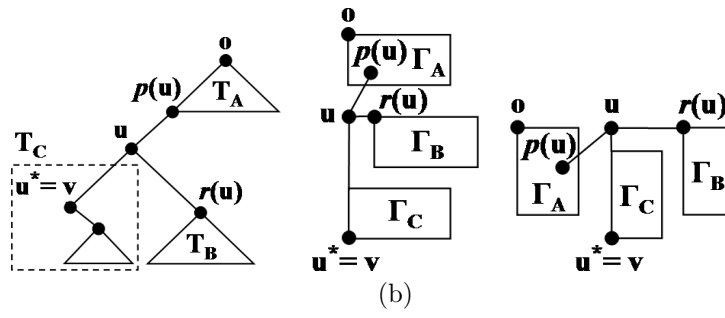 o
p(u) T_A
u
T_C
u* = v
r(u)
T_B
o
p(u) Γ_A
u r(u)
Γ_B
Γ_C
u* = v
o u r(u)
p(u)
Γ_A Γ_C Γ_B
u* = v
(b)